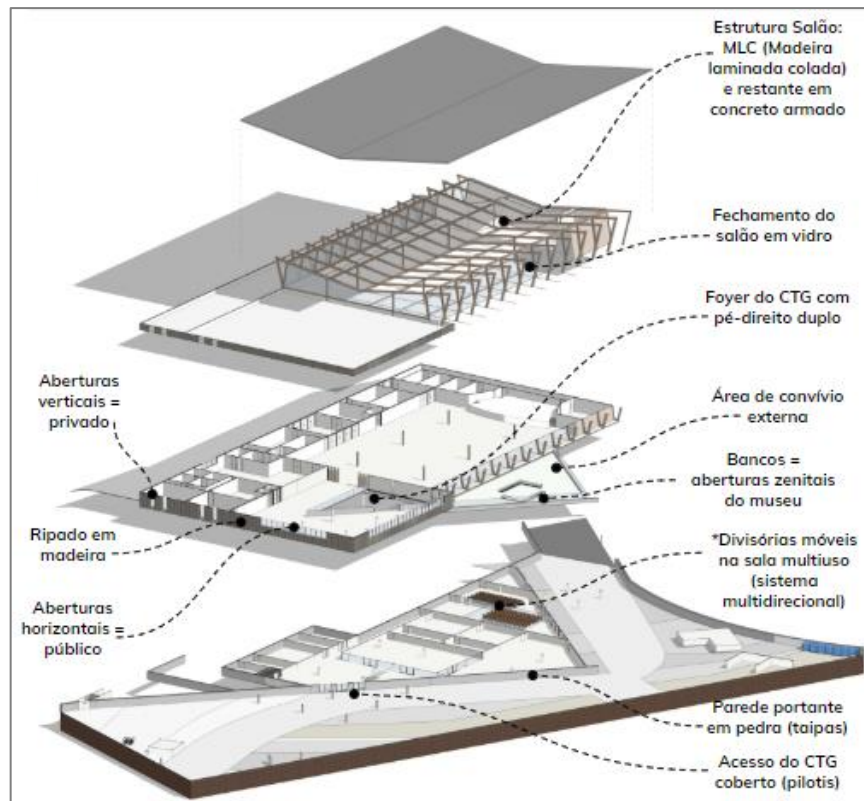 Estrutura Salão:
MLC (Madeira
laminada colada)
e restante em
concreto armado
Fechamento do
salão em vidro
Foyer do CTG com
pé-direito duplo
Aberturas
verticais =
privado
Área de convívio
externa
Bancos =
aberturas zenitais
do museu
Ripado em
madeira
*Divisórias móveis
na sala multiuso
(sistema
multidirecional)
Aberturas
horizontais =
público
Parede portante
em pedra (taipas)
Acesso do CTG
coberto (pilotis)